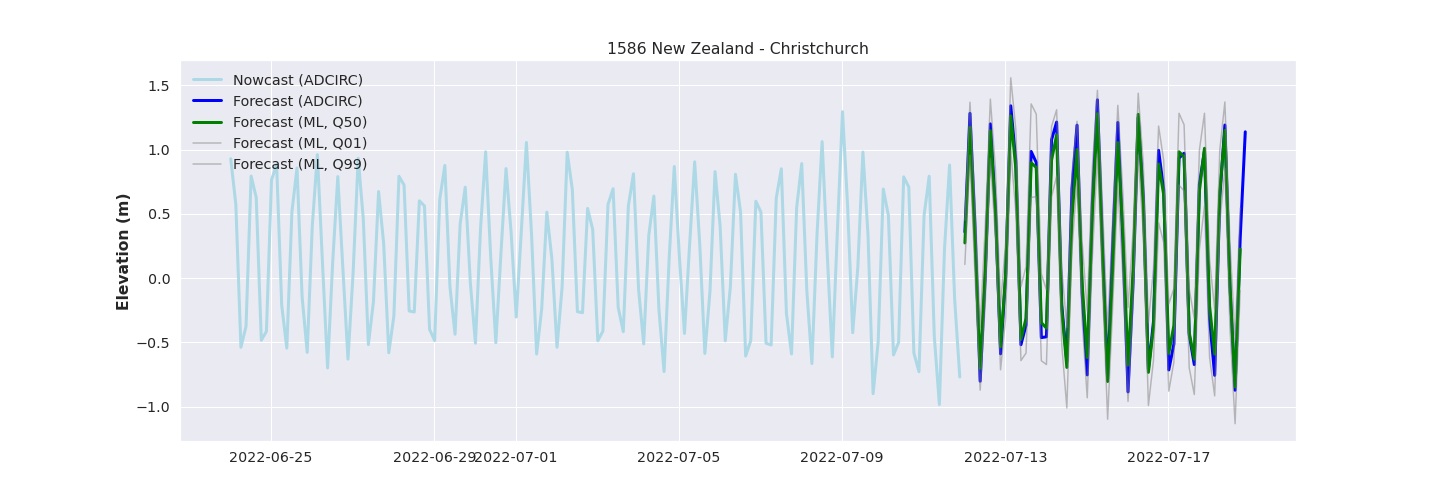 1586 New Zealand - Christchurch
Nowcast (ADCIRC)
Forecast (ADCIRC)
Forecast (ML, Q50)
Forecast (ML, Q01)
Forecast (ML, Q99)
Elevation (m)
1.5
1.0
0.5
0.0
−0.5
−1.0
2022-06-25 2022-06-29 2022-07-01 2022-07-05 2022-07-09 2022-07-13 2022-07-17